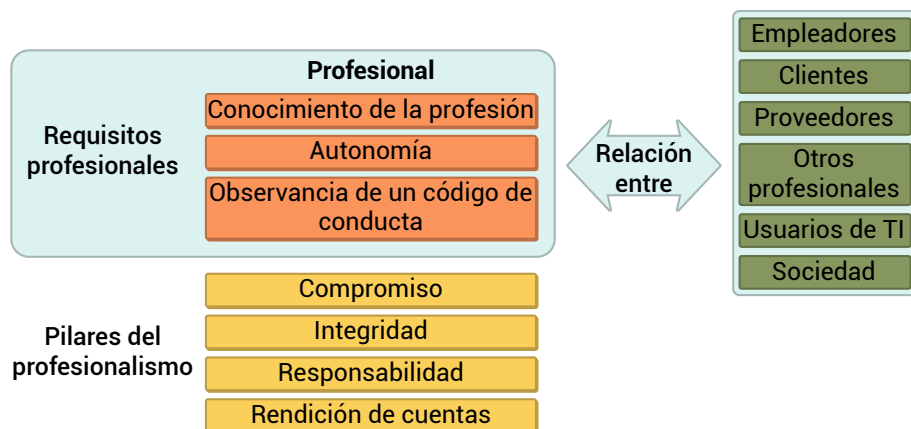 Profesional
Requisitos
profesionales
Conocimiento de la profesión
Autonomía
Observancia de un código de
conducta
Pilares del
profesionalismo
Compromiso
Integridad
Responsabilidad
Rendición de cuentas
Relación
entre
Empleadores
Clientes
Proveedores
Otros
profesionales
Usuarios de TI
Sociedad